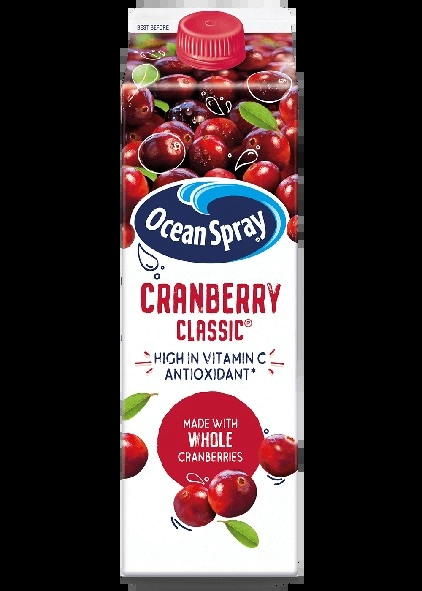 BEST BEFORE
Ocean Spray
CRANBERRY
CLASSIC®
HIGH IN VITAMIN C
ANTIOXIDANT*
MADE WITH
WHOLE
CRANBERRIES